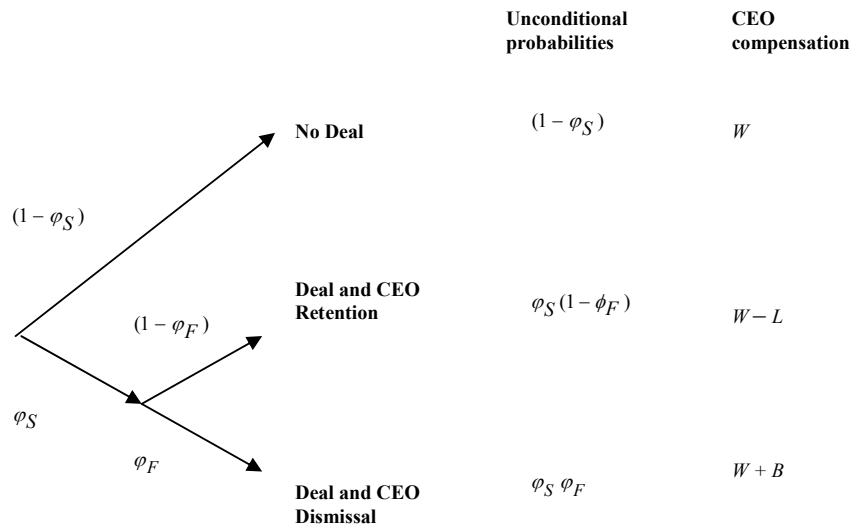 Unconditional probabilities
CEO compensation
No Deal
(1 − φS)
W
(1 − φS)
Deal and CEO
Retention
φS (1 − ϕF)
W − L
(1 − φF)
φS
φF
Deal and CEO
Dismissal
φS φF
W + B